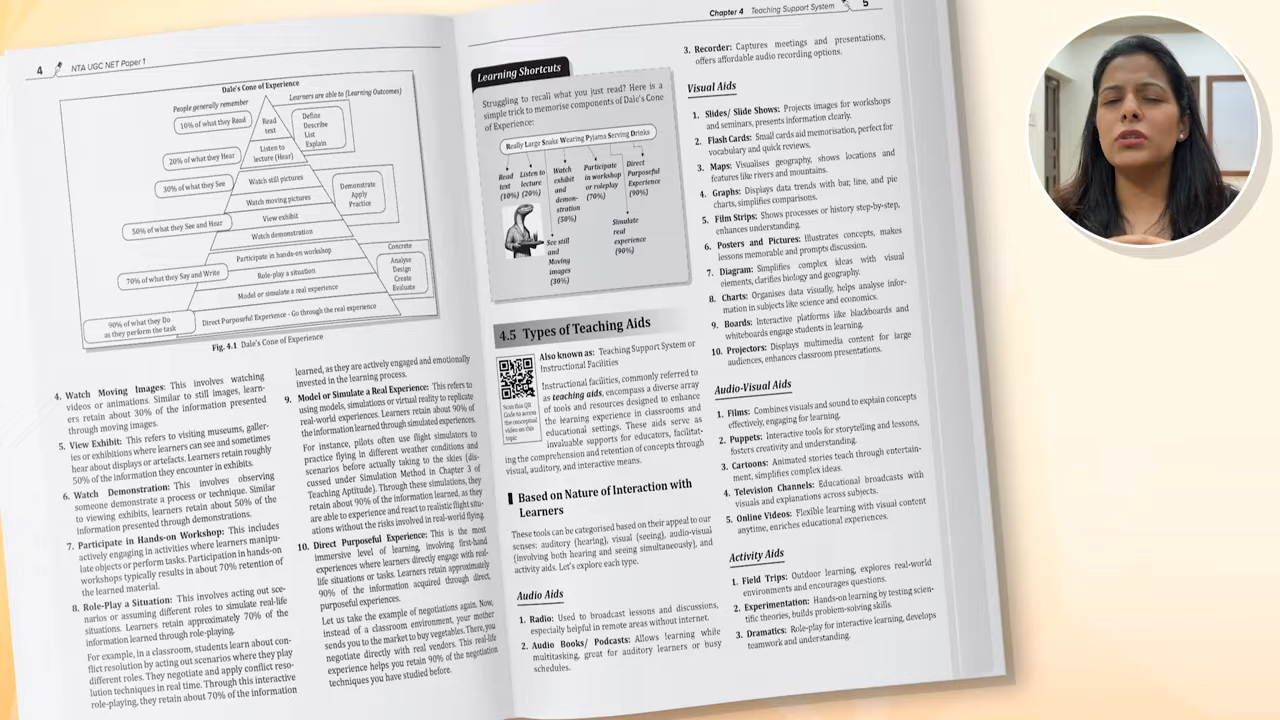 4 NTA UGC NET Paper 1
Dale's Cone of Experience
People generally remember
Learners are able to (Learning Outcomes)
10% of what they Read
20% of what they Hear
30% of what they See
50% of what they See and Hear
70% of what they Say and Write
90% of what they Do
as they perform the task
Read
text
Listen to
lecture (Hear)
Watch still pictures
Watch moving pictures
View exhibit
Watch demonstration
Participate in hands-on workshop
Role-play a situation
Model or simulate a real experience
Direct Purposeful Experience - Go through the real experience
Define
Describe
List
Explain
Demonstrate
Apply
Practice
Concrete
Analyse
Design
Create
Evaluate
Fig. 4.1 Dale's Cone of Experience
4. Watch Moving Images: This involves watching
videos or animations. Similar to still images, learn-
ers retain about 30% of the information presented
through moving images.
5. View Exhibit: This refers to visiting museums, galler-
ies or exhibitions where learners can see and sometimes
hear about displays or artefacts. Learners retain roughly
50% of the information they encounter in exhibits.
6. Watch Demonstration: This involves observing
someone demonstrate a process or technique. Similar
to viewing exhibits, learners retain about 50% of the
information presented through demonstrations.
7. Participate in Hands-on Workshop: This includes
actively engaging in activities where learners manipu-
late objects or perform tasks. Participation in hands-on
workshops typically results in about 70% retention of
the learned material.
8. Role-Play a Situation: This involves acting out sce-
narios or assuming different roles to simulate real-life
situations. Learners retain approximately 70% of the
information learned through role-playing.
For example, in a classroom, students learn about con-
flict resolution by acting out scenarios where they play
different roles. They negotiate and apply conflict reso-
lution techniques in real time. Through this interactive
role-playing, they retain about 70% of the information
learned, as they are actively engaged and emotionally
invested in the learning process.
9. Model or Simulate a Real Experience: This refers to
using models, simulations or virtual reality to replicate
real-world experiences. Learners retain about 90% of
the information learned through simulated experiences.
For instance, pilots often use flight simulators to
practice flying in different weather conditions and
scenarios before actually taking to the skies (dis-
cussed under Simulation Method in Chapter 3 of
Teaching Aptitude). Through these simulations, they
retain about 90% of the information learned, as they
are able to experience and react to realistic flight situ-
ations without the risks involved in real-world flying.
10. Direct Purposeful Experience: This is the most
immersive level of learning, involving first-hand
experiences where learners directly engage with real-
life situations or tasks. Learners retain approximately
90% of the information acquired through direct,
purposeful experiences.
Let us take the example of negotiations again. Now,
instead of a classroom environment, your mother
sends you to the market to buy vegetables. There, you
negotiate directly with real vendors. This real-life
experience helps you retain 90% of the negotiation
techniques you have studied before.
Chapter 4 Teaching Support System 5
Learning Shortcuts
Struggling to recall what you just read? Here is a
simple trick to memorise components of Dale's Cone
of Experience:
Really Large Snake Wearing Pyjama Serving Drinks
Read
text
(10%)
Listen to
lecture
(20%)
See still
and
Moving
images
(30%)
Watch
exhibit
and
demon-
stration
(50%)
Participate
in workshop
or roleplay
(70%)
Simulate
real
experience
(90%)
Direct
Purposeful
Experience
(90%)
4.5 Types of Teaching Aids
Scan this QR
Code to access
the conceptual
video on this
topic
Also known as: Teaching Support System or
Instructional Facilities
Instructional facilities, commonly referred to
as teaching aids, encompass a diverse array
of tools and resources designed to enhance
the learning experience in classrooms and
educational settings. These aids serve as
invaluable supports for educators, facilitat-
ing the comprehension and retention of concepts through
visual, auditory, and interactive means.
Based on Nature of Interaction with
Learners
These tools can be categorised based on their appeal to our
senses: auditory (hearing), visual (seeing), audio-visual
(involving both hearing and seeing simultaneously), and
activity aids. Let's explore each type.
Audio Aids
1. Radio: Used to broadcast lessons and discussions,
especially helpful in remote areas without internet.
2. Audio Books/ Podcasts: Allows learning while
multitasking, great for auditory learners or busy
schedules.
3. Recorder: Captures meetings and presentations,
offers affordable audio recording options.
Visual Aids
1. Slides/ Slide Shows: Projects images for workshops
and seminars, presents information clearly.
2. Flash Cards: Small cards aid memorisation, perfect for
vocabulary and quick reviews.
3. Maps: Visualises geography, shows locations and
features like rivers and mountains.
4. Graphs: Displays data trends with bar, line, and pie
charts, simplifies comparisons.
5. Film Strips: Shows processes or history step-by-step,
enhances understanding.
6. Posters and Pictures: Illustrates concepts, makes
lessons memorable and prompts discussion.
7. Diagram: Simplifies complex ideas with visual
elements, clarifies biology and geography.
8. Charts: Organises data visually, helps analyse infor-
mation in subjects like science and economics.
9. Boards: Interactive platforms like blackboards and
whiteboards engage students in learning.
10. Projectors: Displays multimedia content for large
audiences, enhances classroom presentations.
Audio-Visual Aids
1. Films: Combines visuals and sound to explain concepts
effectively, engaging for learning.
2. Puppets: Interactive tools for storytelling and lessons,
fosters creativity and understanding.
3. Cartoons: Animated stories teach through entertain-
ment, simplifies complex ideas.
4. Television Channels: Educational broadcasts with
visuals and explanations across subjects.
5. Online Videos: Flexible learning with visual content
anytime, enriches educational experiences.
Activity Aids
1. Field Trips: Outdoor learning, explores real-world
environments and encourages questions.
2. Experimentation: Hands-on learning by testing scien-
tific theories, builds problem-solving skills.
3. Dramatics: Role-play for interactive learning, develops
teamwork and understanding.